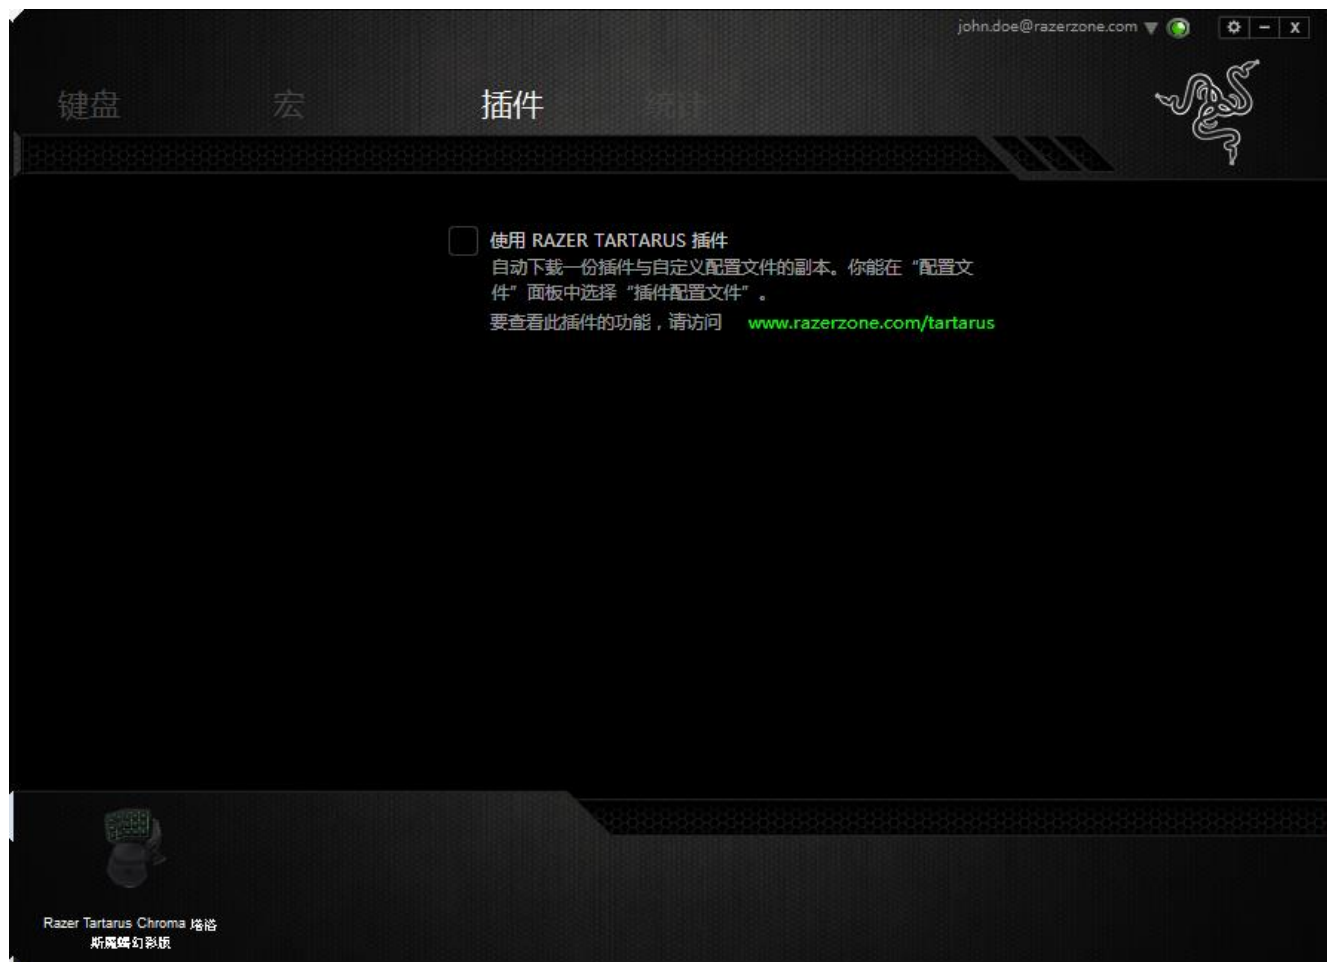 john.doe@razerzone.com
键盘
宏
插件
统计
使用 RAZER TARTARUS 插件
自动下载一份插件与自定义配置文件的副本。你能在“配置文
件”面板中选择“插件配置文件”。
要查看此插件的功能，请访问 www.razerzone.com/tartarus
Razer Tartarus Chroma 塔洛
斯魔蝎幻彩版